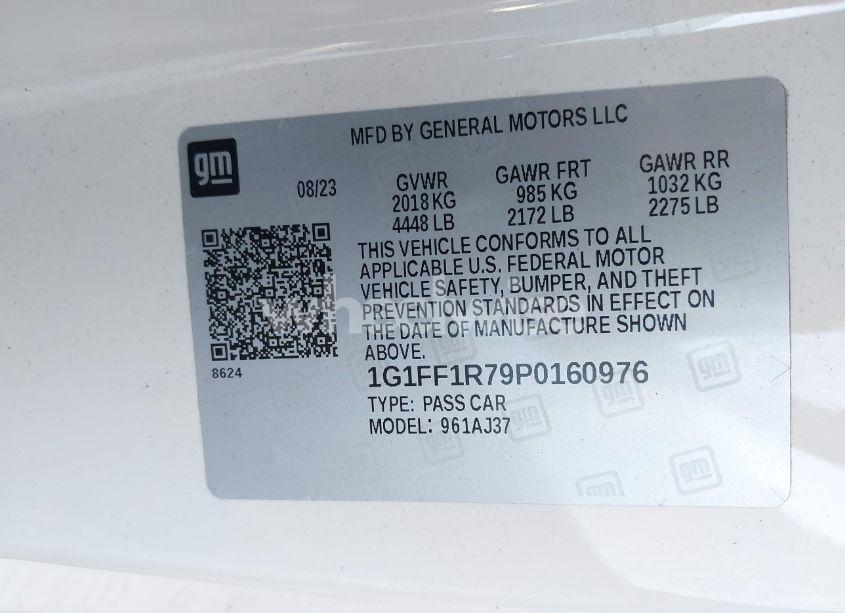 MFD BY GENERAL MOTORS LLC
gm
08/23
GVWR GAWR FRT GAWR RR
2018 KG 985 KG 1032 KG
4448 LB 2172 LB 2275 LB
THIS VEHICLE CONFORMS TO ALL
APPLICABLE U.S. FEDERAL MOTOR
VEHICLE SAFETY, BUMPER, AND THEFT
PREVENTION STANDARDS IN EFFECT ON
THE DATE OF MANUFACTURE SHOWN
ABOVE.
8624
1G1FF1R79P0160976
TYPE: PASS CAR
MODEL: 961AJ37
gm
gm